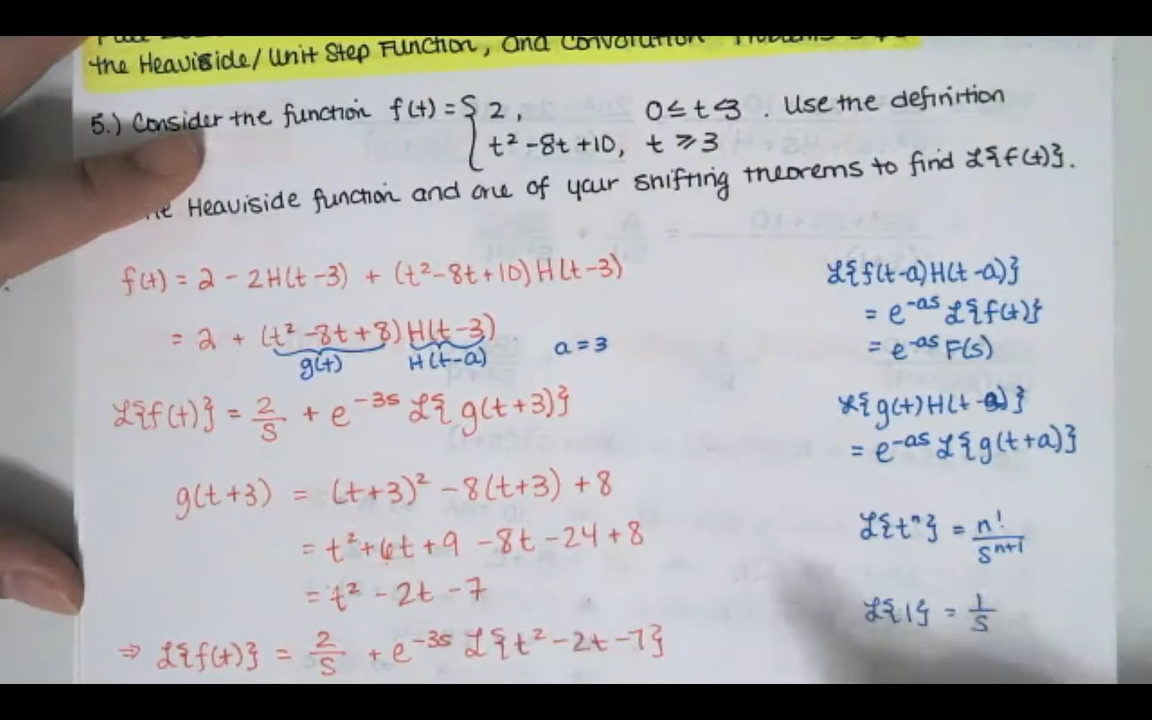 the Heaviside/Unit Step Function, and Convolution
5.) Consider the function f(t) = { 2, 0 ≤ t < 3 . Use the definition
t² - 8t + 10, t ≥ 3
Heaviside function and one of your shifting theorems to find ℒ{f(t)}.
f(t) = 2 - 2H(t-3) + (t² - 8t + 10)H(t-3)
= 2 + (t² - 8t + 8)H(t-3)
g(t) H(t-a) a = 3
ℒ{f(t)} = 2/s + e^{-3s} ℒ{g(t+3)}
g(t+3) = (t+3)² - 8(t+3) + 8
= t² + 6t + 9 - 8t - 24 + 8
= t² - 2t - 7
⇒ ℒ{f(t)} = 2/s + e^{-3s} ℒ{t² - 2t - 7}
ℒ{f(t-a)H(t-a)}
= e^{-as} ℒ{f(t)}
= e^{-as} F(s)
ℒ{g(t)H(t-a)}
= e^{-as} ℒ{g(t+a)}
ℒ{tⁿ} = n!/s^{n+1}
ℒ{1} = 1/s